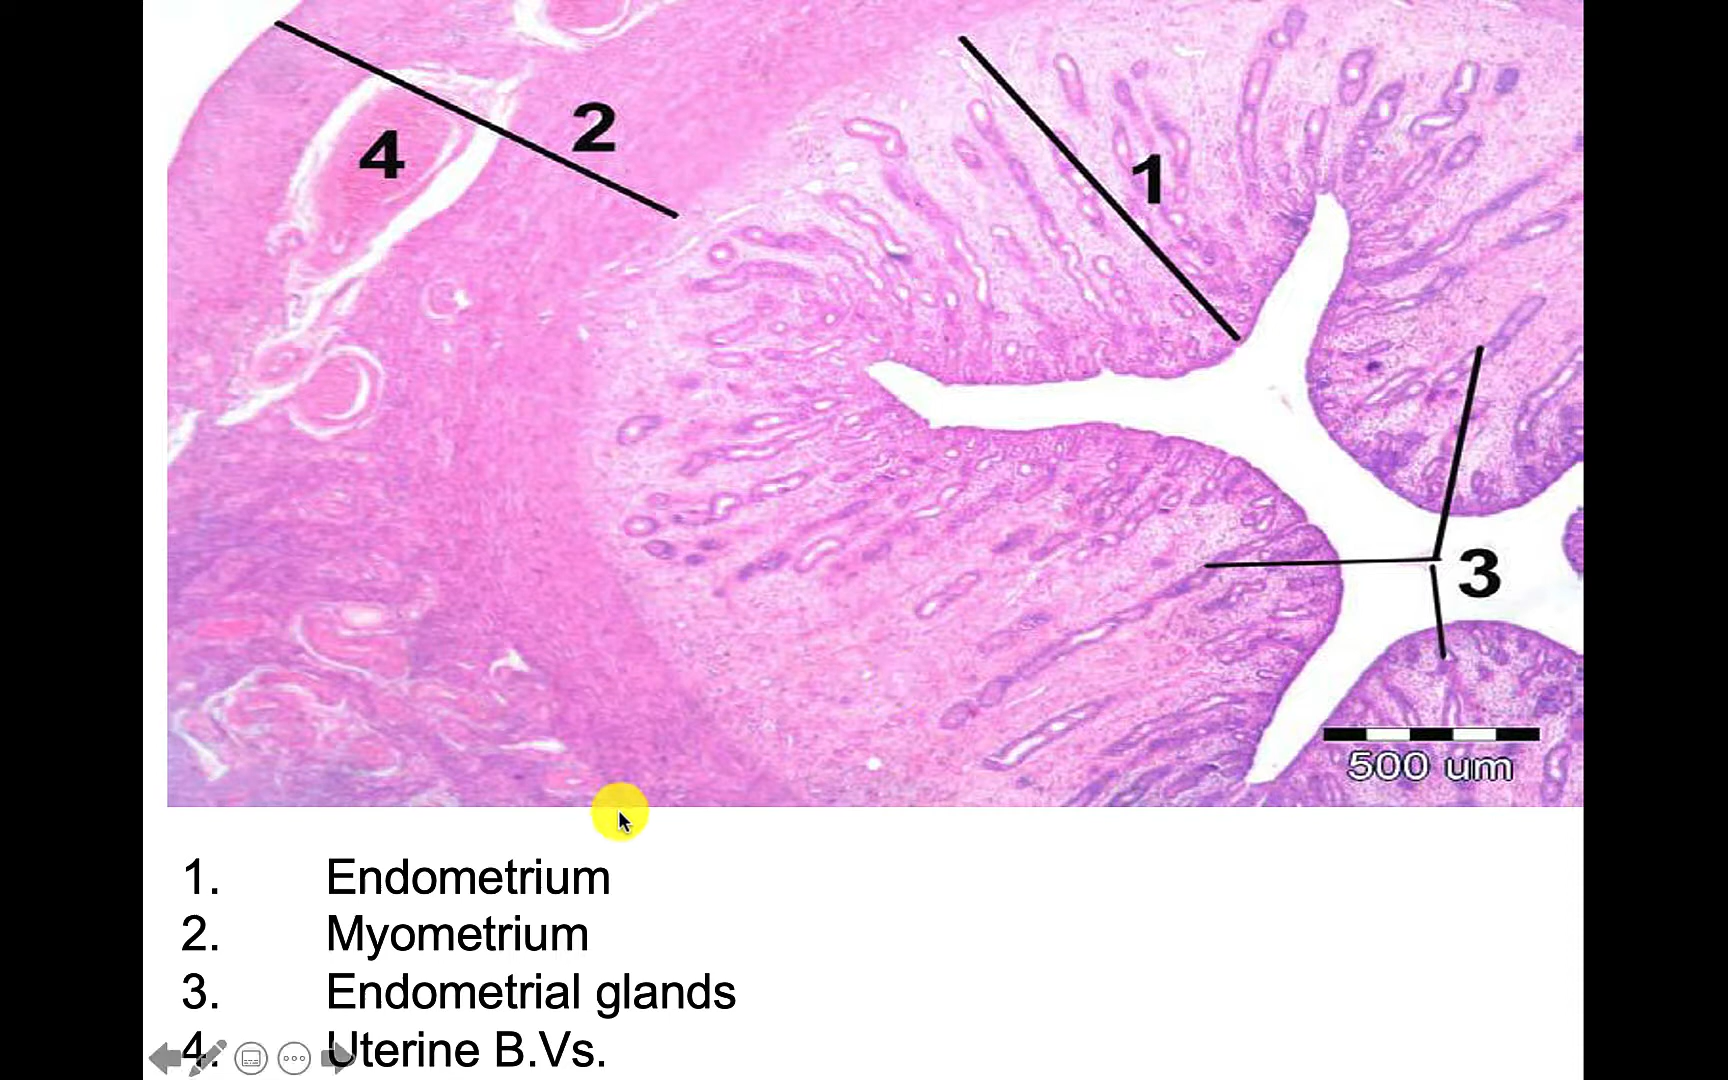 2
4
1
3
500 um
1. Endometrium
2. Myometrium
3. Endometrial glands
4. Uterine B.Vs.